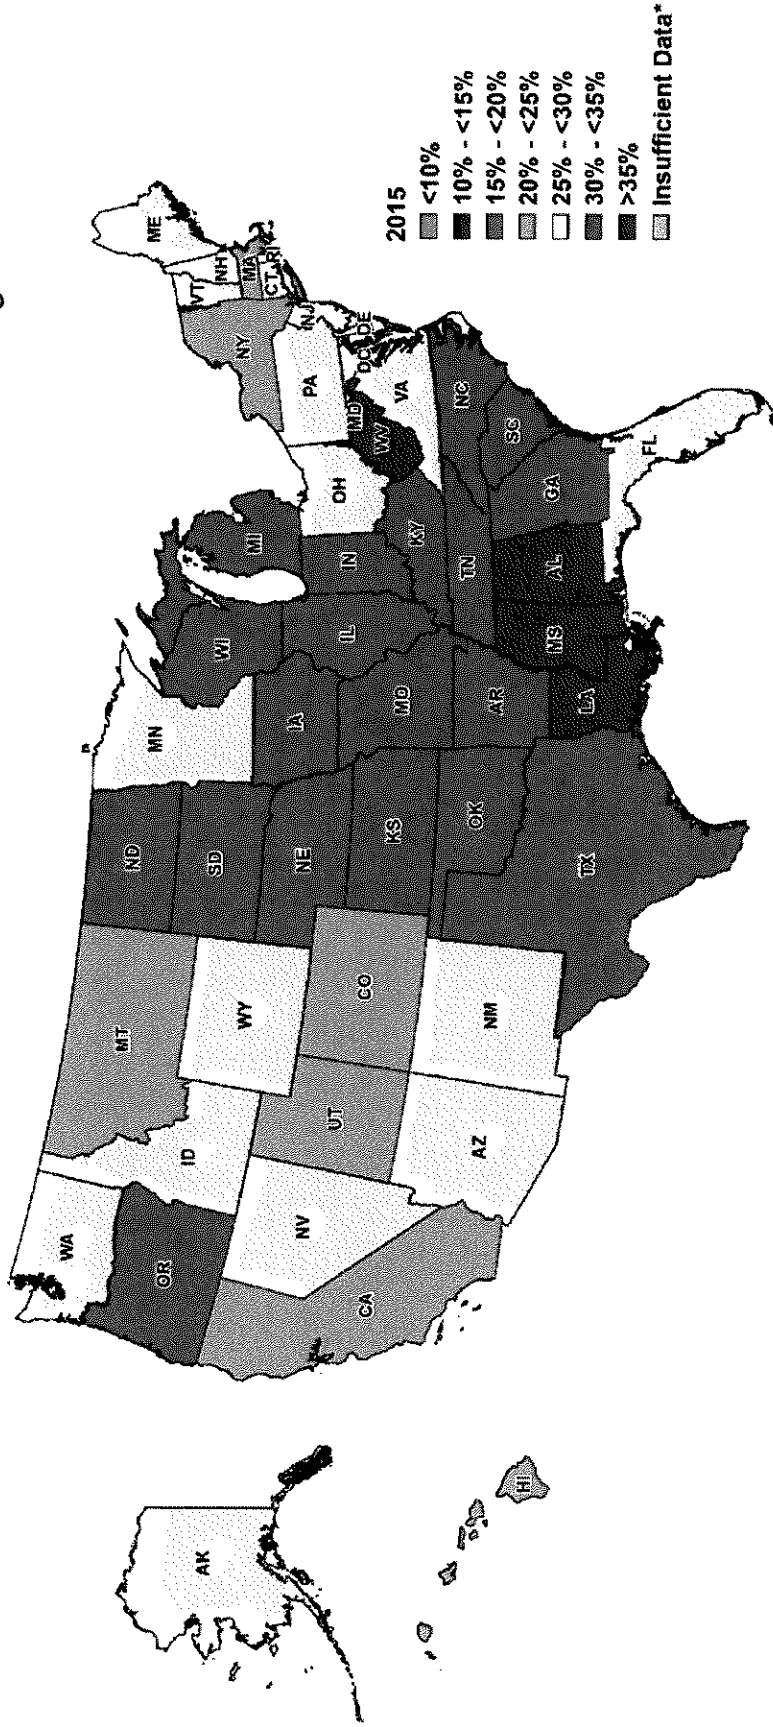 2015
<10%
10% - <15%
15% - <20%
20% - <25%
25% - <30%
30% - <35%
>35%
Insufficient Data*
AK
HI
WA
OR
CA
ID
NV
AZ
MT
UT
WY
CO
NM
ND
SD
NE
KS
OK
TX
MN
IA
MO
AR
LA
WI
IL
MS
MI
IN
KY
TN
AL
OH
WV
GA
SC
NC
FL
PA
MD
VA
NY
NJ
DE
DC
VT
NH
MA
CT
RI
ME